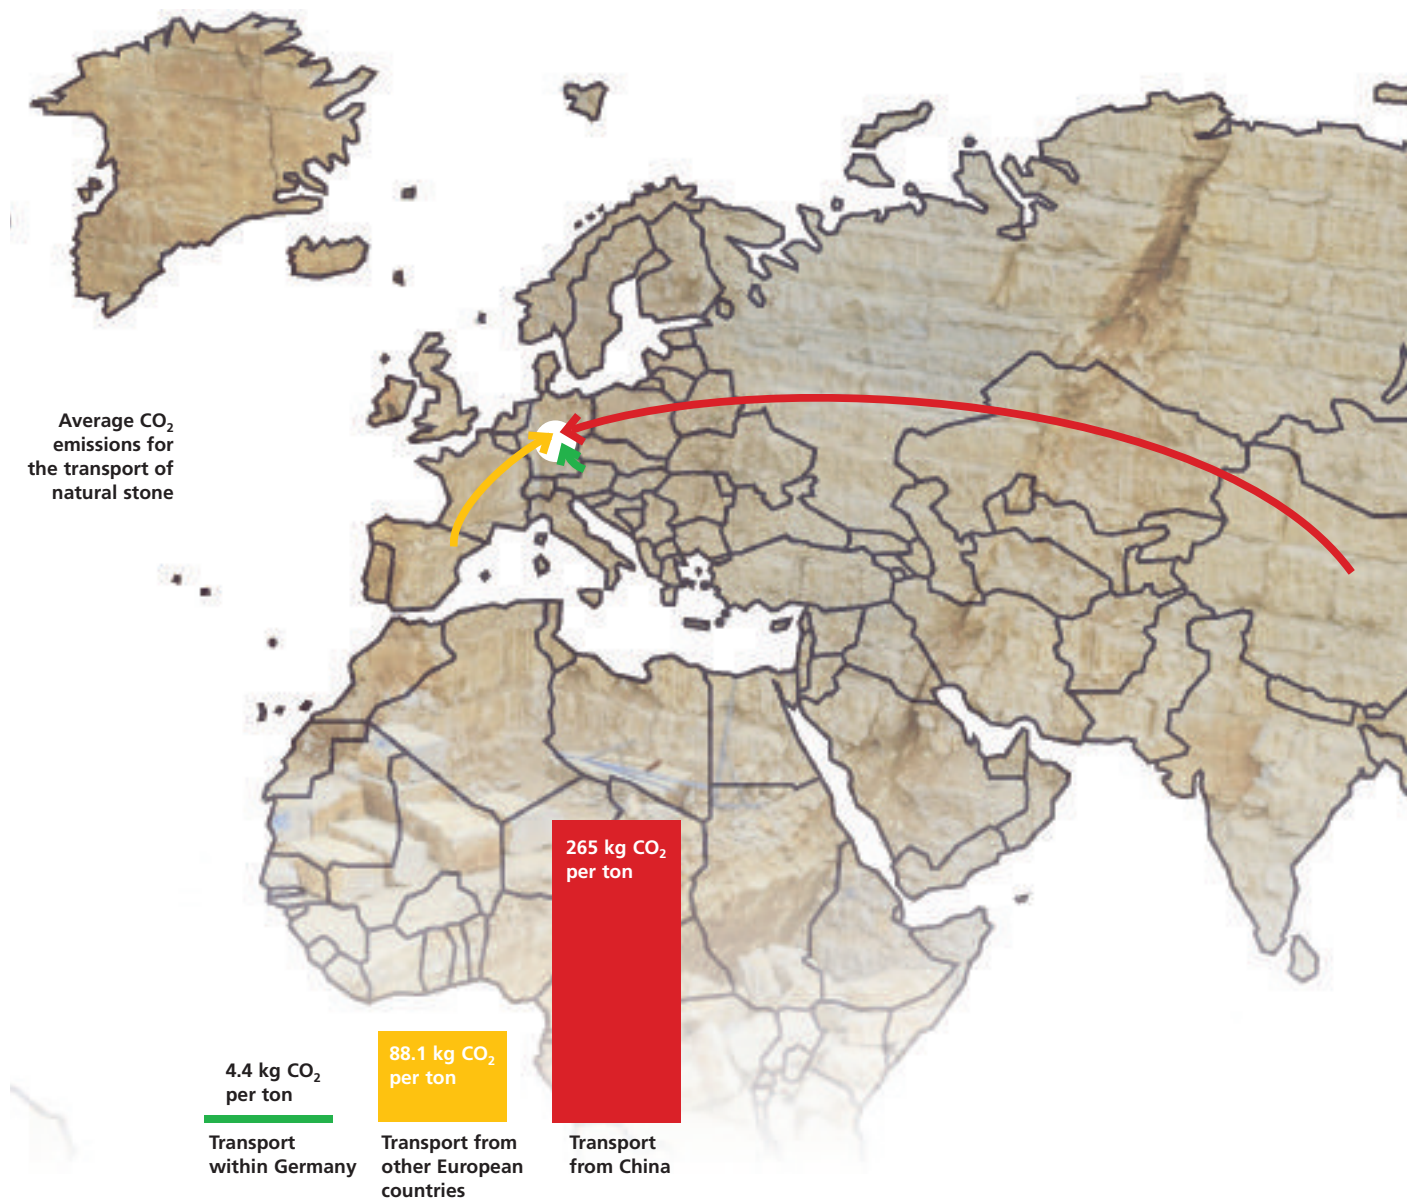 Average CO₂
emissions for
the transport of
natural stone
265 kg CO₂
per ton
88.1 kg CO₂
per ton
4.4 kg CO₂
per ton
Transport
within Germany
Transport from
other European
countries
Transport
from China